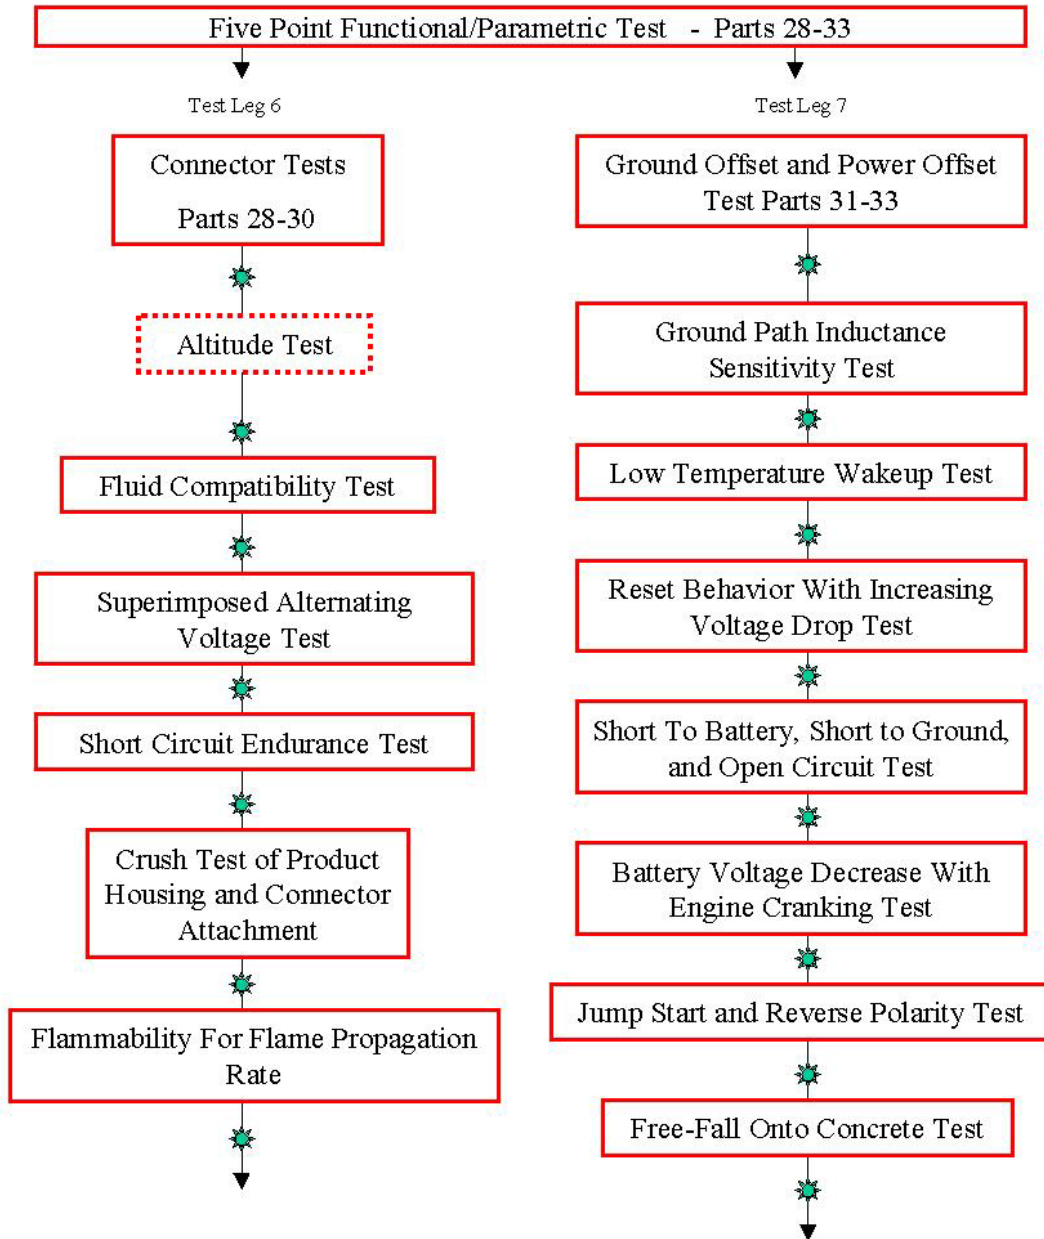 Five Point Functional/Parametric Test - Parts 28-33
Test Leg 6
Connector Tests
Parts 28-30
Altitude Test
Fluid Compatibility Test
Superimposed Alternating
Voltage Test
Short Circuit Endurance Test
Crush Test of Product
Housing and Connector
Attachment
Flammability For Flame Propagation
Rate
Test Leg 7
Ground Offset and Power Offset
Test Parts 31-33
Ground Path Inductance
Sensitivity Test
Low Temperature Wakeup Test
Reset Behavior With Increasing
Voltage Drop Test
Short To Battery, Short to Ground,
and Open Circuit Test
Battery Voltage Decrease With
Engine Cranking Test
Jump Start and Reverse Polarity Test
Free-Fall Onto Concrete Test